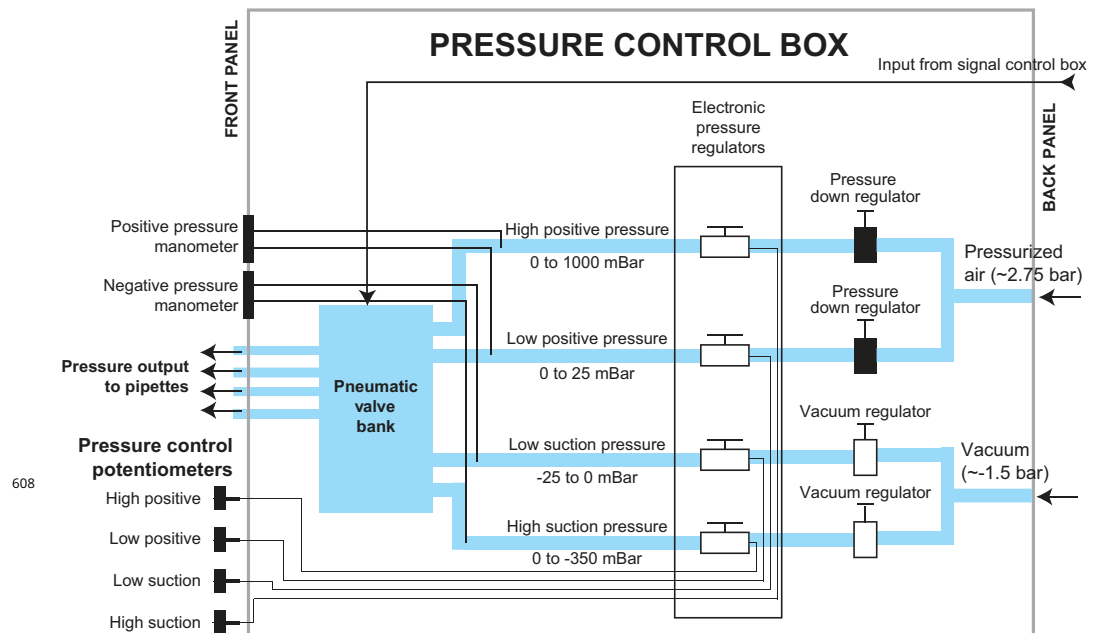 PRESSURE CONTROL BOX
FRONT PANEL
BACK PANEL
Input from signal control box
Electronic
pressure
regulators
Pressure
down regulator
Positive pressure
manometer
High positive pressure
0 to 1000 mBar
Pressurized
air (~2.75 bar)
Negative pressure
manometer
Pressure
down regulator
Low positive pressure
0 to 25 mBar
Pressure output
to pipettes
Pneumatic
valve
bank
Vacuum regulator
Low suction pressure
-25 to 0 mBar
Vacuum
(~-1.5 bar)
Pressure control
potentiometers
608
High positive
Vacuum regulator
High suction pressure
0 to -350 mBar
Low positive
Low suction
High suction